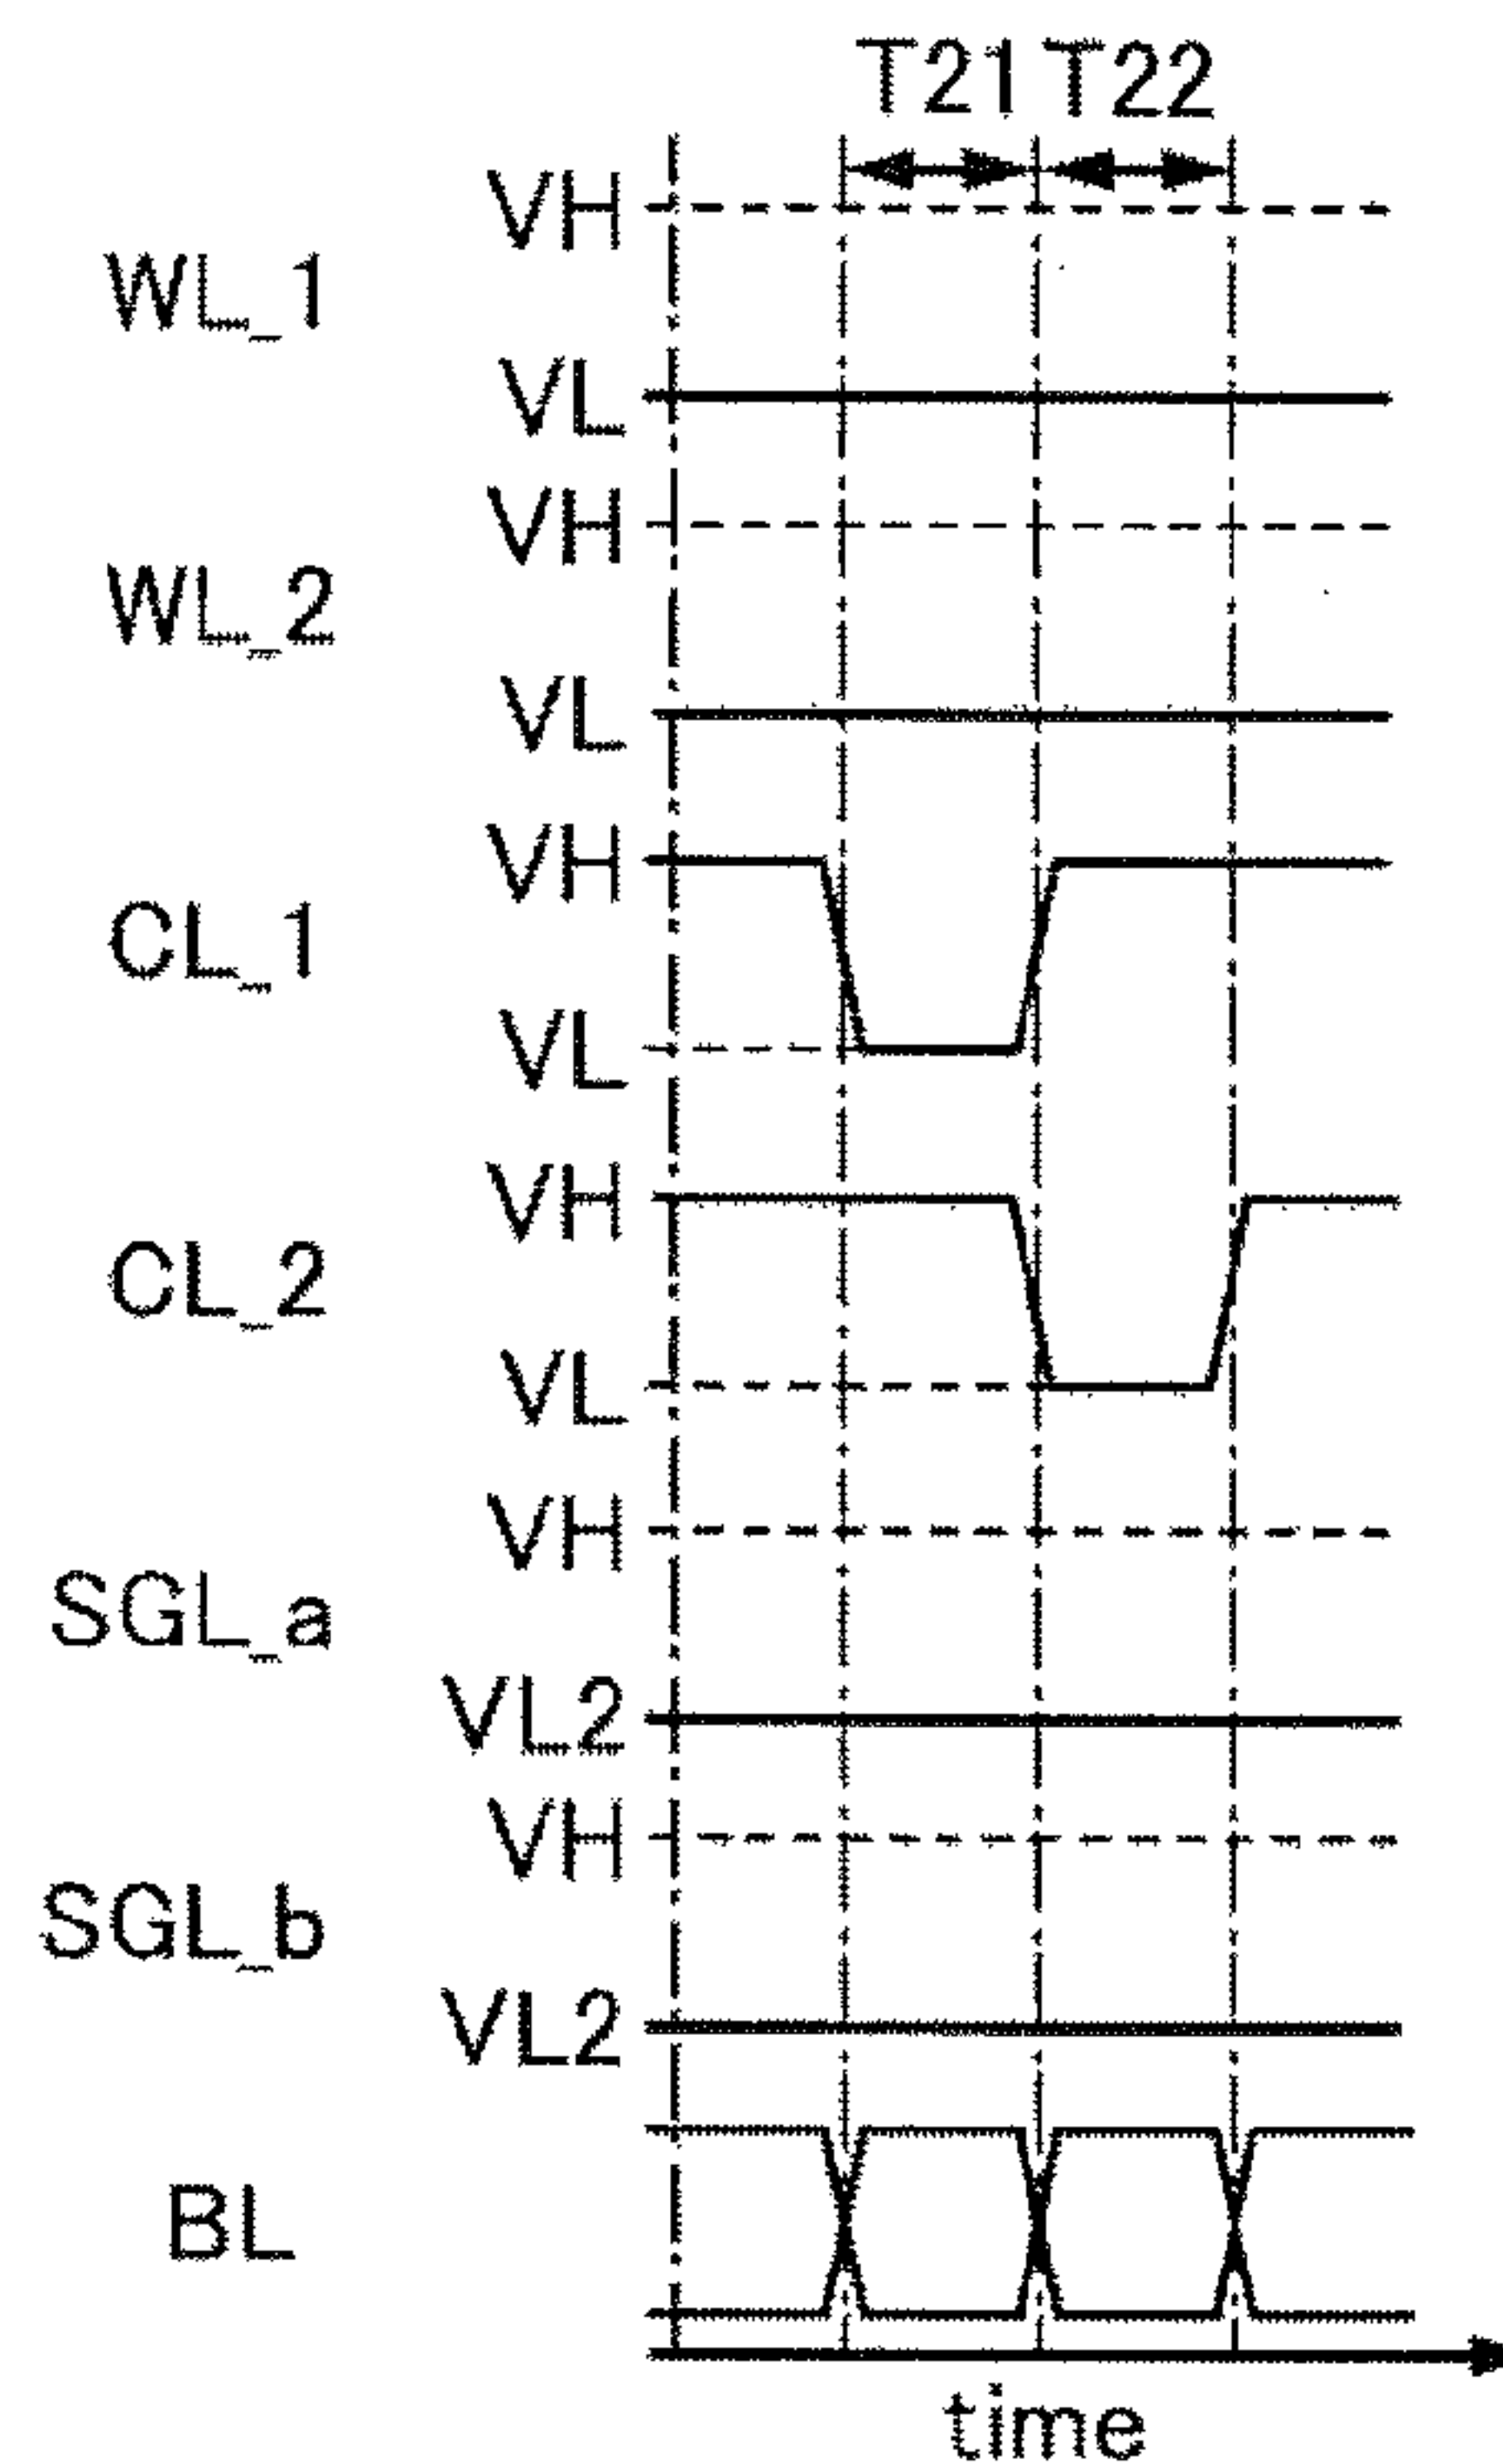 T21 T22
VH
WL_1
VL
VH
WL_2
VL
VH
CL_1
VL
VH
CL_2
VL
VH
SGL_a
VL2
VH
SGL_b
VL2
BL
time